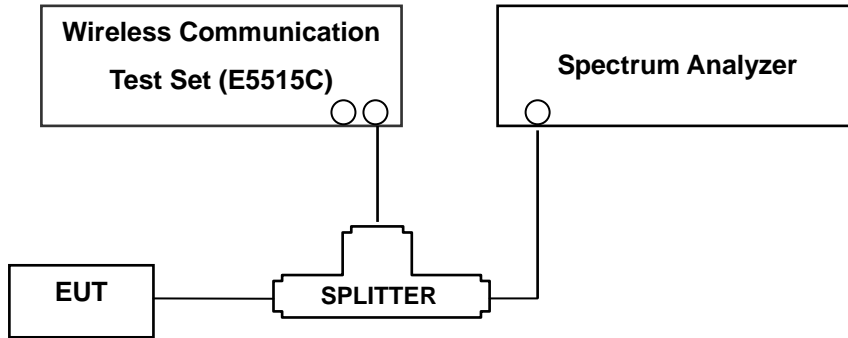 Wireless Communication
Test Set (E5515C)
Spectrum Analyzer
EUT
SPLITTER